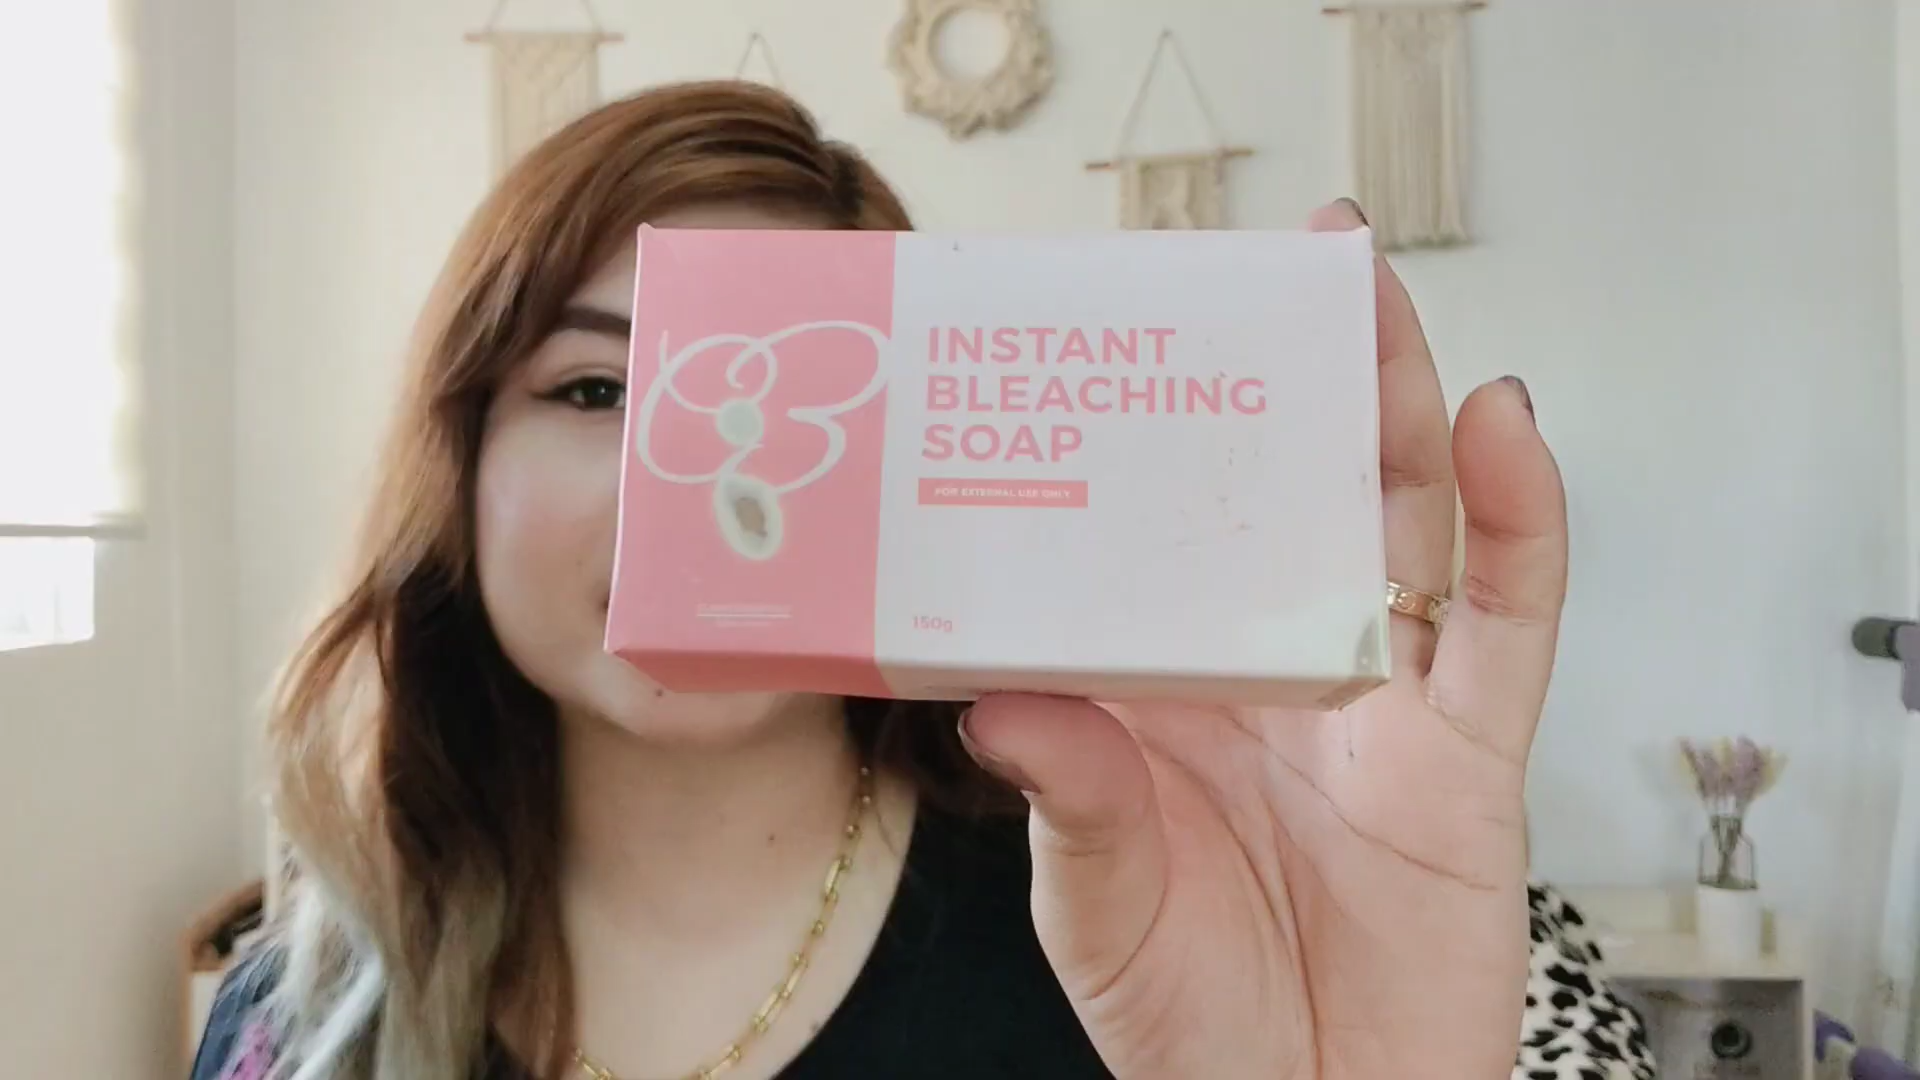 INSTANT
BLEACHING
SOAP
FOR EXTERNAL USE ONLY
150g